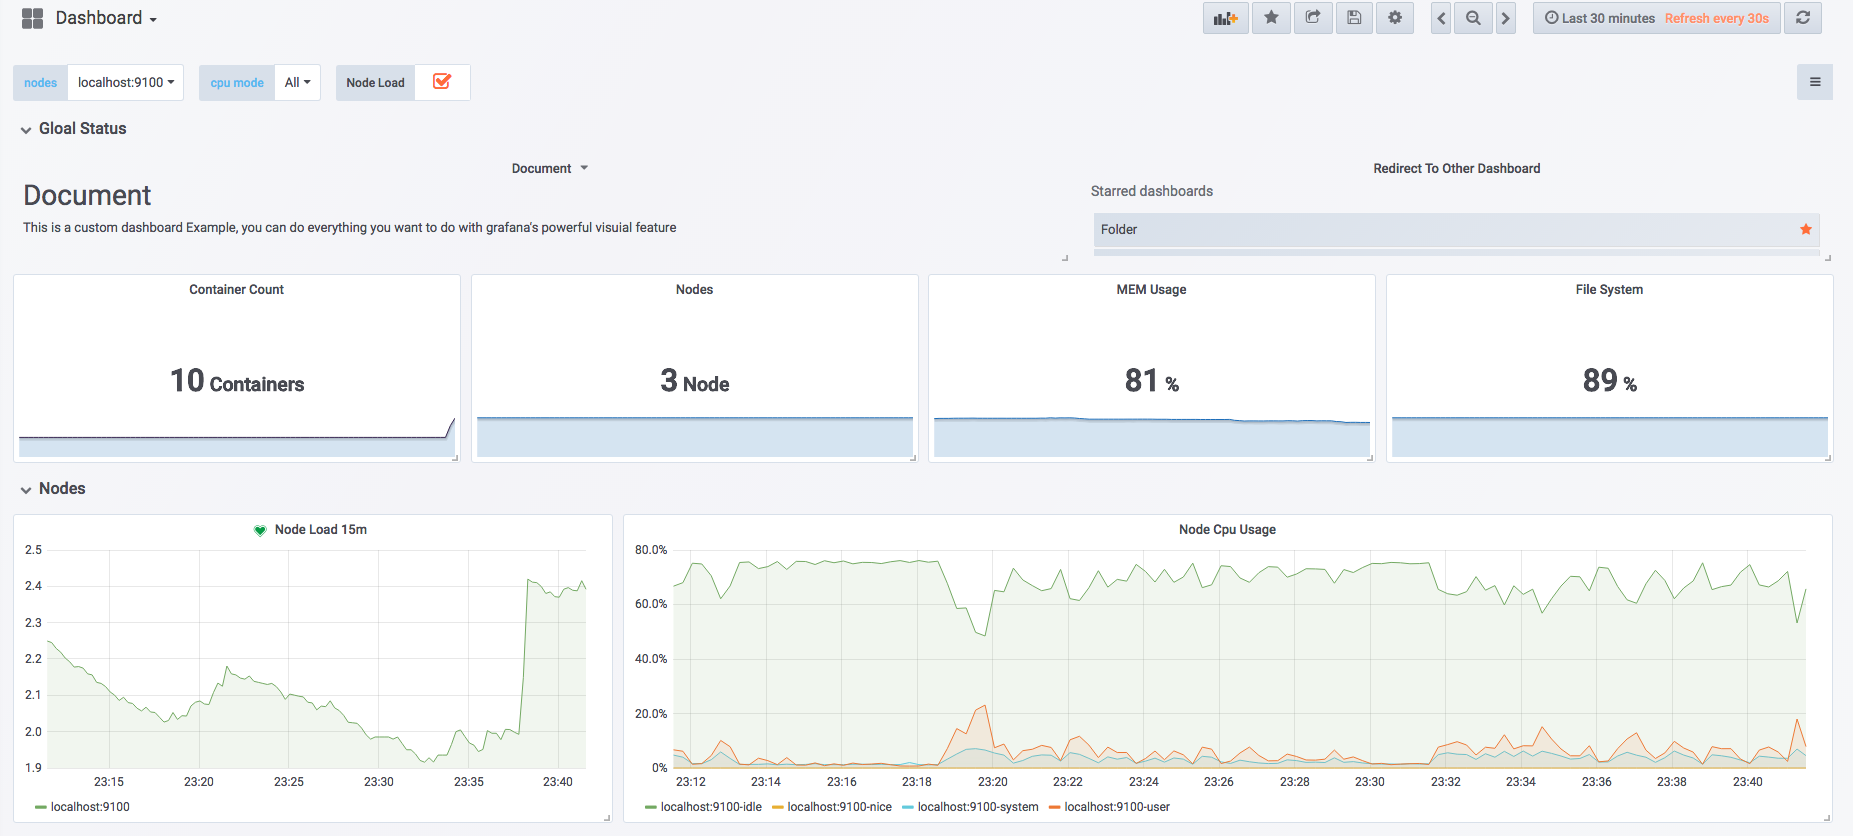 Dashboard
Last 30 minutes Refresh every 30s
nodes localhost:9100 cpu mode All Node Load
Gloal Status
Document
Redirect To Other Dashboard
Document
Starred dashboards
This is a custom dashboard Example, you can do everything you want to do with grafana's powerful visuial feature
Folder
Container Count
10 Containers
Nodes
3 Node
MEM Usage
81 %
File System
89 %
Nodes
Node Load 15m
2.5
2.4
2.3
2.2
2.1
2.0
1.9
23:15 23:20 23:25 23:30 23:35 23:40
localhost:9100
Node Cpu Usage
80.0%
60.0%
40.0%
20.0%
0%
23:12 23:14 23:16 23:18 23:20 23:22 23:24 23:26 23:28 23:30 23:32 23:34 23:36 23:38 23:40
localhost:9100-idle localhost:9100-nice localhost:9100-system localhost:9100-user